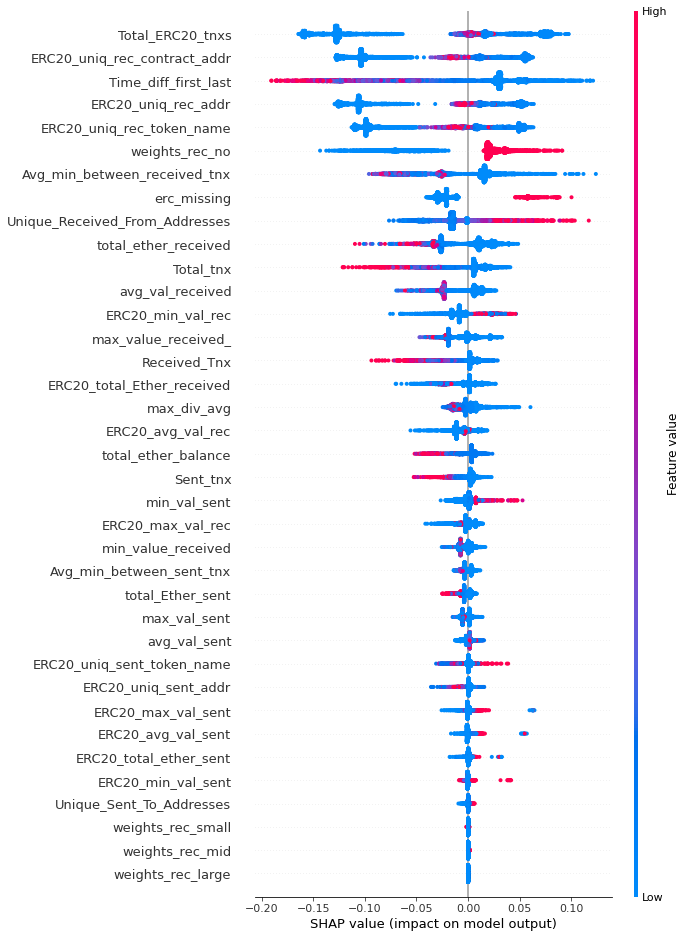 High
Total_ERC20_tnxs
ERC20_uniq_rec_contract_addr
Time_diff_first_last
ERC20_uniq_rec_addr
ERC20_uniq_rec_token_name
weights_rec_no
Avg_min_between_received_tnx
erc_missing
Unique_Received_From_Addresses
total_ether_received
Total_tnx
avg_val_received
ERC20_min_val_rec
max_value_received_
Received_Tnx
ERC20_total_Ether_received
max_div_avg
ERC20_avg_val_rec
total_ether_balance
Sent_tnx
min_val_sent
ERC20_max_val_rec
min_value_received
Avg_min_between_sent_tnx
total_Ether_sent
max_val_sent
avg_val_sent
ERC20_uniq_sent_token_name
ERC20_uniq_sent_addr
ERC20_max_val_sent
ERC20_avg_val_sent
ERC20_total_ether_sent
ERC20_min_val_sent
Unique_Sent_To_Addresses
weights_rec_small
weights_rec_mid
weights_rec_large
Feature value
Low
−0.20 −0.15 −0.10 −0.05 0.00 0.05 0.10
SHAP value (impact on model output)